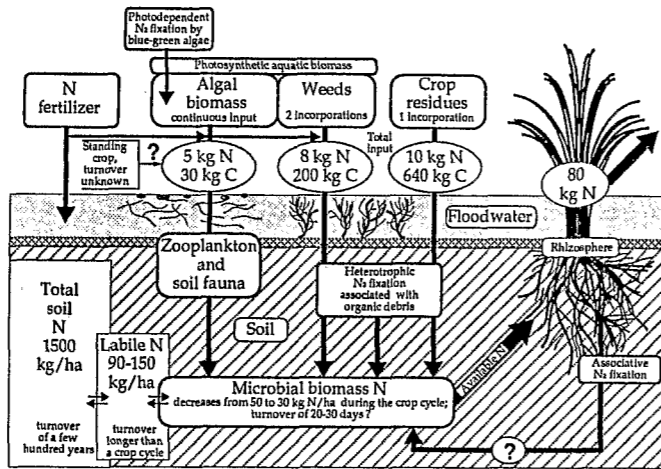 Photodependent
N₂ fixation by
blue-green algae
Photosynthetic aquatic biomass
N
fertilizer
Algal
biomass
continuous input
Weeds
2 incorporations
Crop
residues
1 incorporation
Total
input
Standing
crop,
turnover
unknown
?
5 kg N
30 kg C
8 kg N
200 kg C
10 kg N
640 kg C
80
kg N
Floodwater
Rhizosphere
Zooplankton
and
soil fauna
Heterotrophic
N₂ fixation
associated with
organic debris
Soil
Total
soil
N
1500
kg/ha
turnover
of a few
hundred years
Labile N
90-150
kg/ha
turnover
longer than
a crop cycle
Microbial biomass N
decreases from 50 to 30 kg N/ha during the crop cycle;
turnover of 20-30 days ?
Available N
Associative
N₂ fixation
?